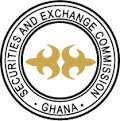 SECURITIES AND EXCHANGE COMMISSION
· GHANA ·